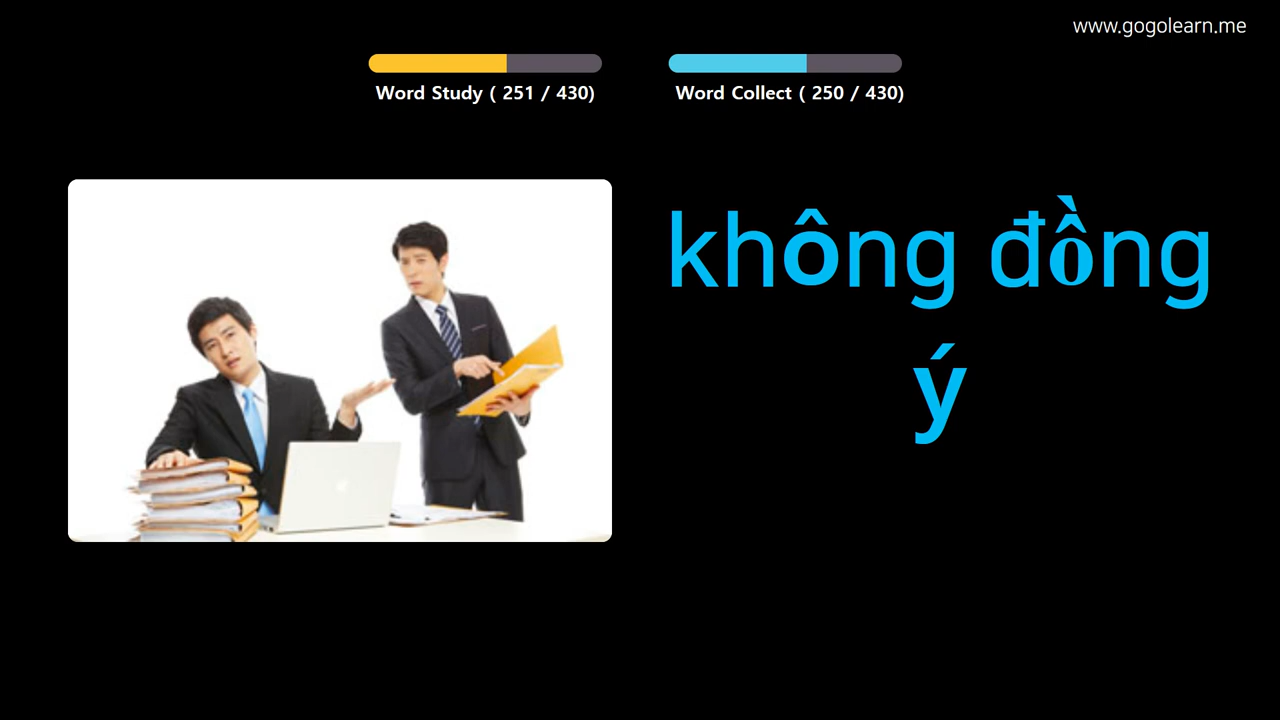 www.gogolearn.me
Word Study ( 251 / 430)
Word Collect ( 250 / 430)
không đồng
ý